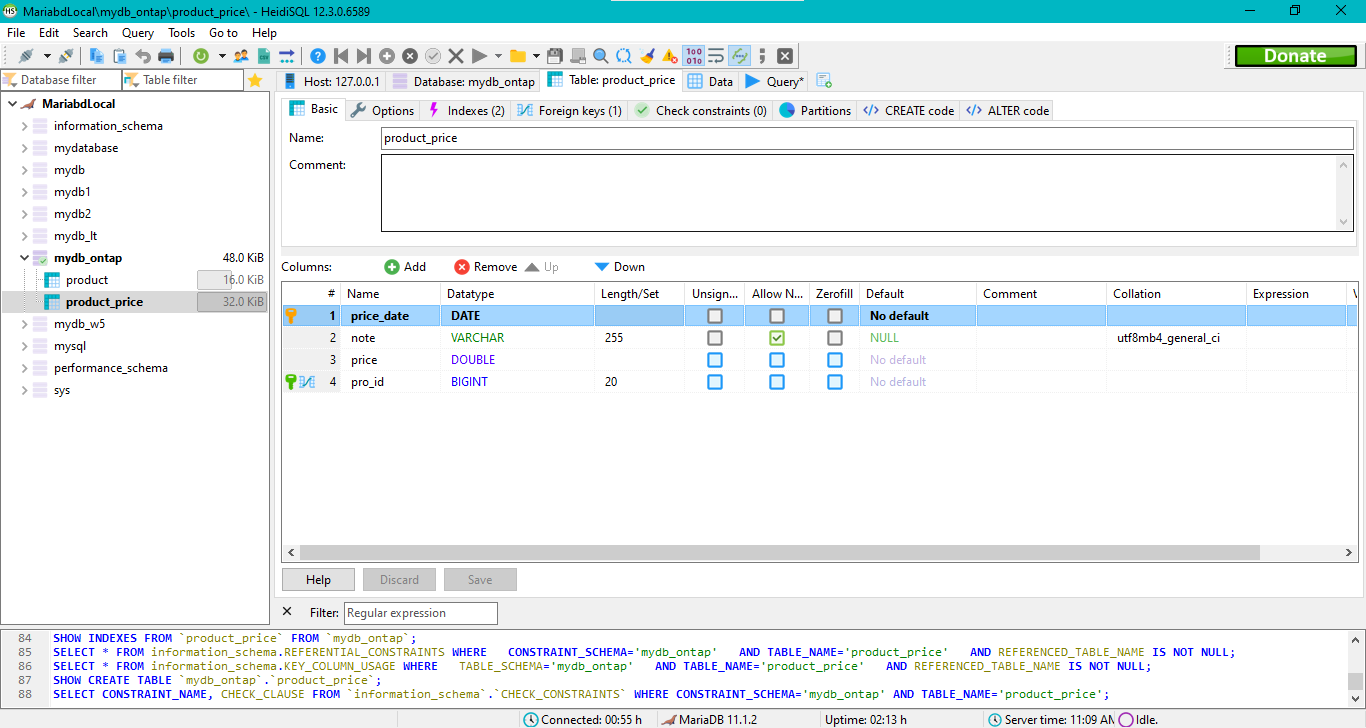 MariabdLocal\mydb_ontap\product_price\ - HeidiSQL 12.3.0.6589
File Edit Search Query Tools Go to Help
Donate
Database filter Table filter
Host: 127.0.0.1 Database: mydb_ontap Table: product_price Data Query*
MariabdLocal
information_schema
mydatabase
mydb
mydb1
mydb2
mydb_lt
mydb_ontap 48.0 KiB
product 16.0 KiB
product_price 32.0 KiB
mydb_w5
mysql
performance_schema
sys
Basic Options Indexes (2) Foreign keys (1) Check constraints (0) Partitions CREATE code ALTER code
Name: product_price
Comment:
Columns: Add Remove Up Down
# Name Datatype Length/Set Unsign... Allow N... Zerofill Default Comment Collation Expression V
1 price_date DATE No default
2 note VARCHAR 255 NULL utf8mb4_general_ci
3 price DOUBLE No default
4 pro_id BIGINT 20 No default
Help Discard Save
Filter: Regular expression
84 SHOW INDEXES FROM `product_price` FROM `mydb_ontap`;
85 SELECT * FROM information_schema.REFERENTIAL_CONSTRAINTS WHERE CONSTRAINT_SCHEMA='mydb_ontap' AND TABLE_NAME='product_price' AND REFERENCED_TABLE_NAME IS NOT NULL;
86 SELECT * FROM information_schema.KEY_COLUMN_USAGE WHERE TABLE_SCHEMA='mydb_ontap' AND TABLE_NAME='product_price' AND REFERENCED_TABLE_NAME IS NOT NULL;
87 SHOW CREATE TABLE `mydb_ontap`.`product_price`;
88 SELECT CONSTRAINT_NAME, CHECK_CLAUSE FROM `information_schema`.`CHECK_CONSTRAINTS` WHERE CONSTRAINT_SCHEMA='mydb_ontap' AND TABLE_NAME='product_price';
Connected: 00:55 h MariaDB 11.1.2 Uptime: 02:13 h Server time: 11:09 AM Idle.